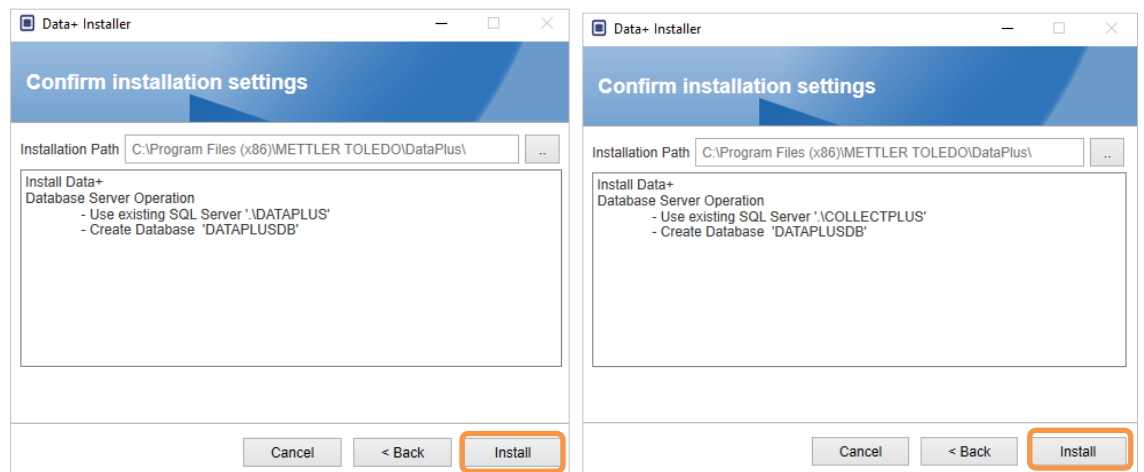 Data+ Installer
Confirm installation settings
Installation Path C:\Program Files (x86)\METTLER TOLEDO\DataPlus\ ..
Install Data+
Database Server Operation
- Use existing SQL Server '.\DATAPLUS'
- Create Database 'DATAPLUSDB'
Cancel < Back Install
Data+ Installer
Confirm installation settings
Installation Path C:\Program Files (x86)\METTLER TOLEDO\DataPlus\ ..
Install Data+
Database Server Operation
- Use existing SQL Server '.\COLLECTPLUS'
- Create Database 'DATAPLUSDB'
Cancel < Back Install